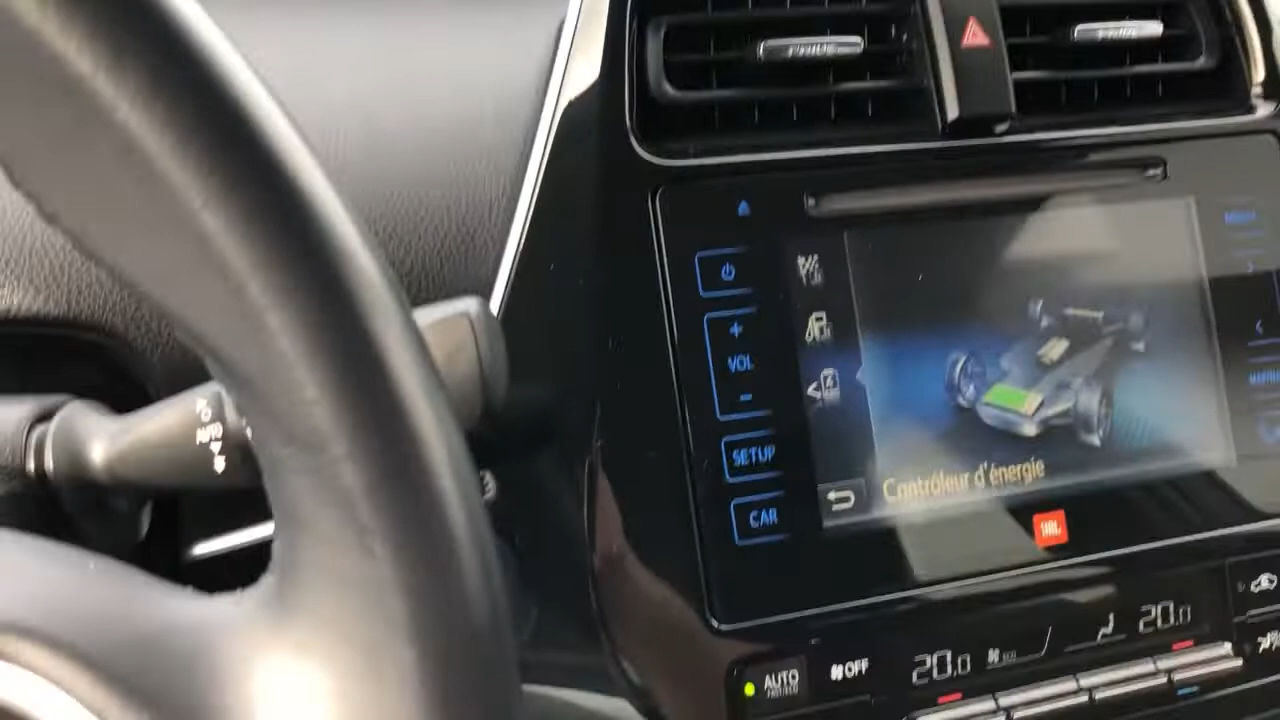 VOL
SETUP
CAR
Contrôleur d'énergie
JBL
AUTO
OFF
20.0
20.0
AUTO